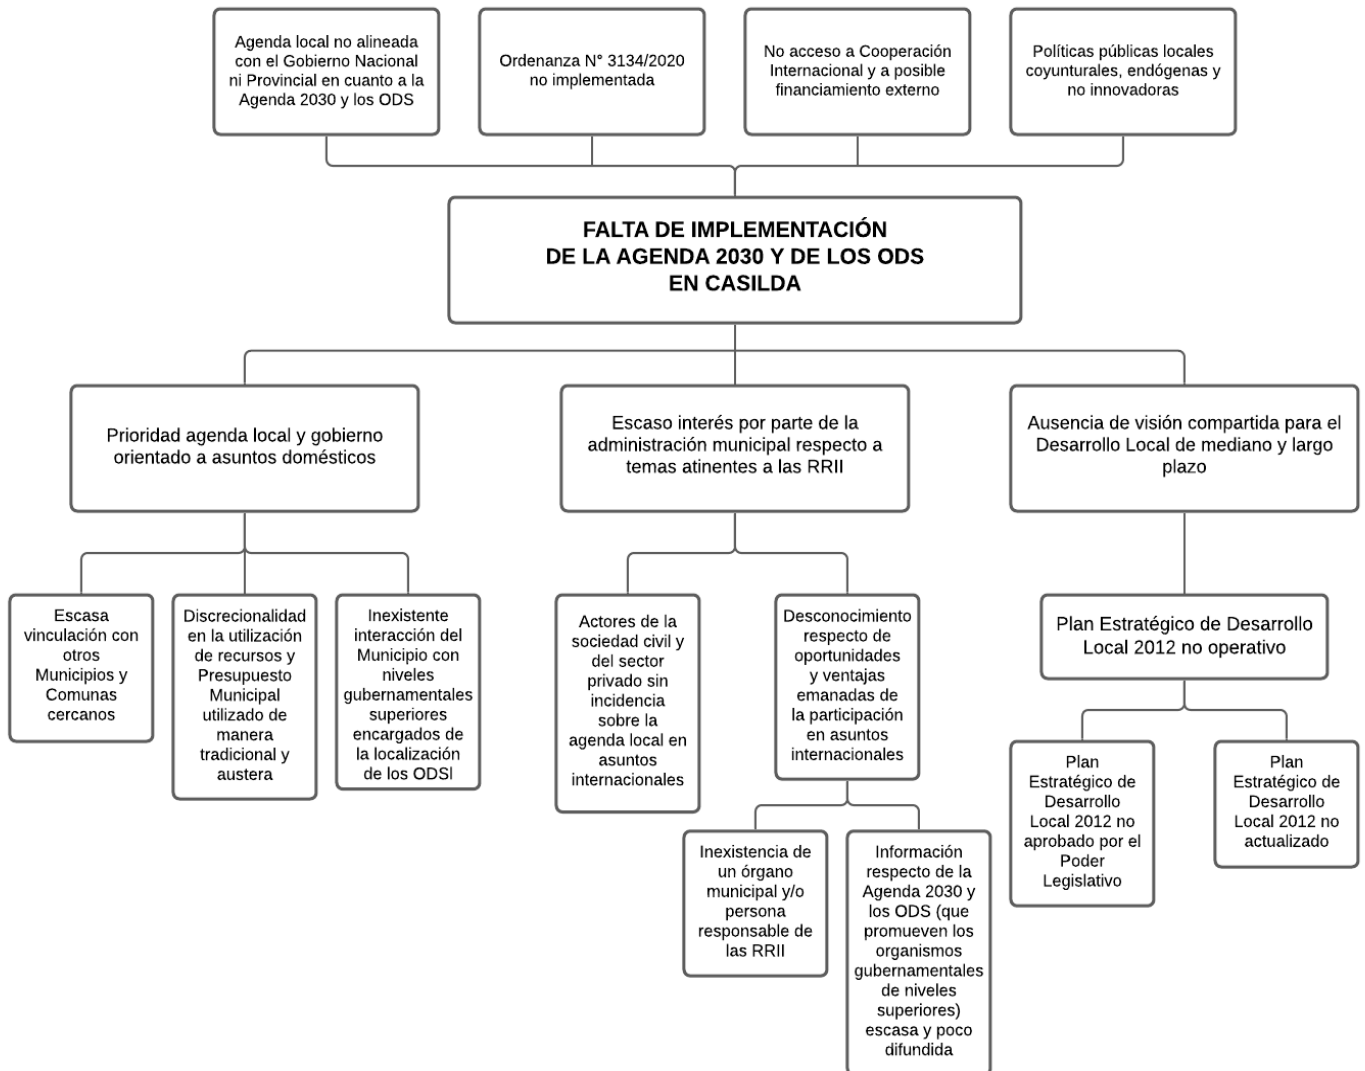 Agenda local no alineada
con el Gobierno Nacional
ni Provincial en cuanto a la
Agenda 2030 y los ODS
Ordenanza N° 3134/2020
no implementada
No acceso a Cooperación
Internacional y a posible
financiamiento externo
Políticas públicas locales
coyunturales, endógenas y
no innovadoras
FALTA DE IMPLEMENTACIÓN
DE LA AGENDA 2030 Y DE LOS ODS
EN CASILDA
Prioridad agenda local y gobierno
orientado a asuntos domésticos
Escaso interés por parte de la
administración municipal respecto a
temas atinentes a las RRII
Ausencia de visión compartida para el
Desarrollo Local de mediano y largo
plazo
Escasa
vinculación con
otros
Municipios y
Comunas
cercanos
Discrecionalidad
en la utilización
de recursos y
Presupuesto
Municipal
utilizado de
manera
tradicional y
austera
Inexistente
interacción del
Municipio con
niveles
gubernamentales
superiores
encargados de
la localización
de los ODSl
Actores de la
sociedad civil y
del sector
privado sin
incidencia
sobre la
agenda local en
asuntos
internacionales
Desconocimiento
respecto de
oportunidades
y ventajas
emanadas de
la participación
en asuntos
internacionales
Plan Estratégico de Desarrollo
Local 2012 no operativo
Inexistencia de
un órgano
municipal y/o
persona
responsable de
las RRII
Información
respecto de la
Agenda 2030 y
los ODS (que
promueven los
organismos
gubernamentales
de niveles
superiores)
escasa y poco
difundida
Plan
Estratégico de
Desarrollo
Local 2012 no
aprobado por el
Poder
Legislativo
Plan
Estratégico de
Desarrollo
Local 2012 no
actualizado